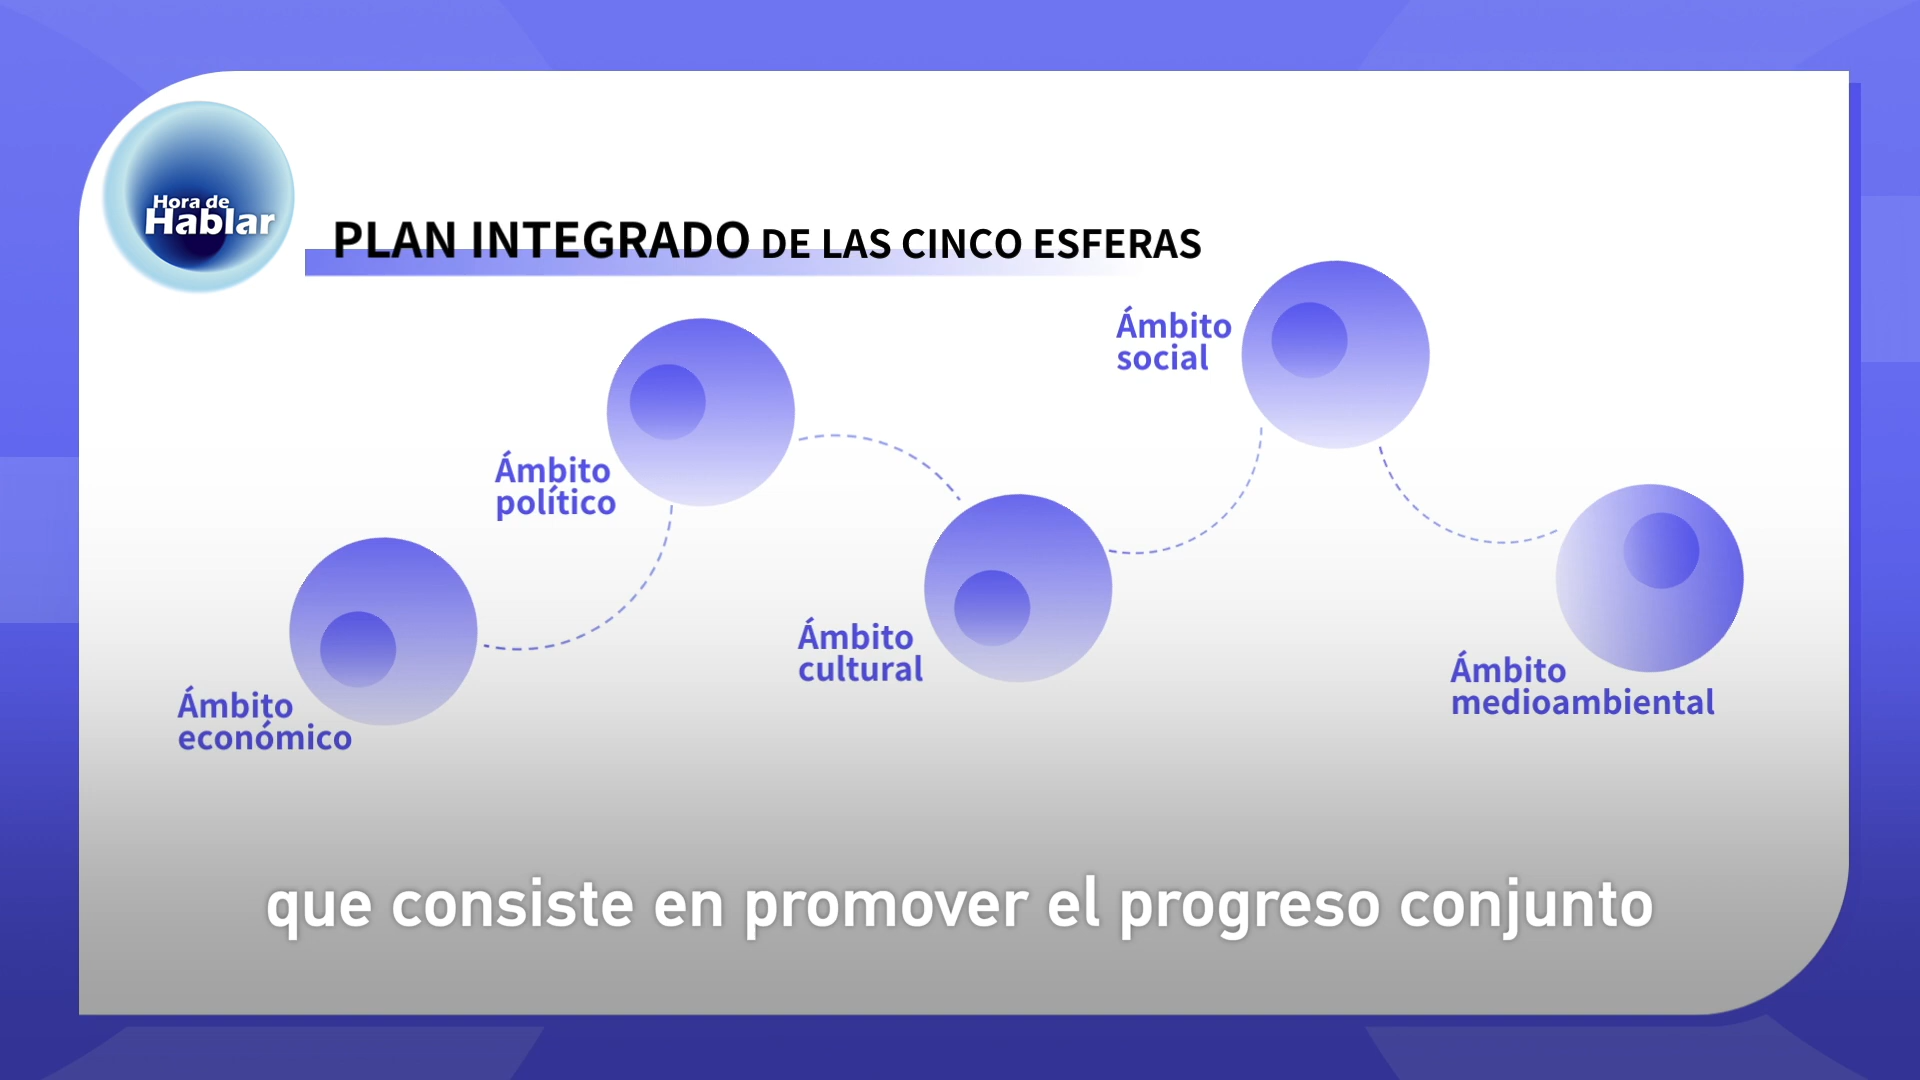 Hora de
Hablar
PLAN INTEGRADO DE LAS CINCO ESFERAS
Ámbito
económico
Ámbito
político
Ámbito
cultural
Ámbito
social
Ámbito
medioambiental
que consiste en promover el progreso conjunto